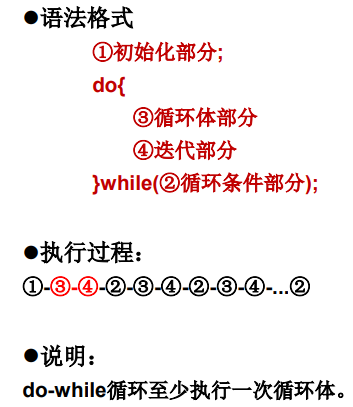 ●语法格式
①初始化部分;
do{
③循环体部分
④迭代部分
}while(②循环条件部分);
●执行过程：
①-③-④-②-③-④-②-③-④-...②
●说明：
do-while循环至少执行一次循环体。